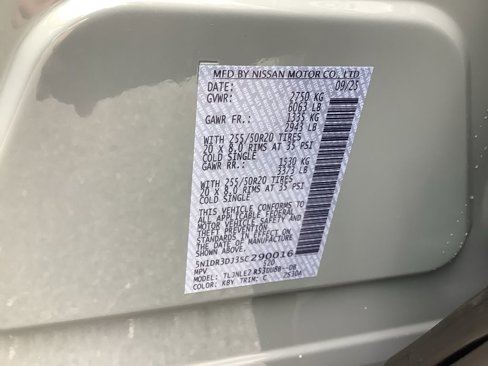 MFD BY NISSAN MOTOR CO., LTD
DATE: 09/25
GVWR: 2750 KG
6063 LB
GAWR FR.: 1335 KG
2943 LB
WITH 255/50R20 TIRES
20 X 8.0 RIMS AT 35 PSI
COLD SINGLE
GAWR RR.: 1530 KG
3373 LB
WITH 255/50R20 TIRES
20 X 8.0 RIMS AT 35 PSI
COLD SINGLE
THIS VEHICLE CONFORMS TO
ALL APPLICABLE FEDERAL
MOTOR VEHICLE SAFETY AND
STANDARDS IN EFFECT ON
THE DATE OF MANUFACTURE
SHOWN ABOVE.
5N1DR3DJ3SC290016
MPV 520
MODEL: TLJNLEZ
COLOR: KBY TRIM: C